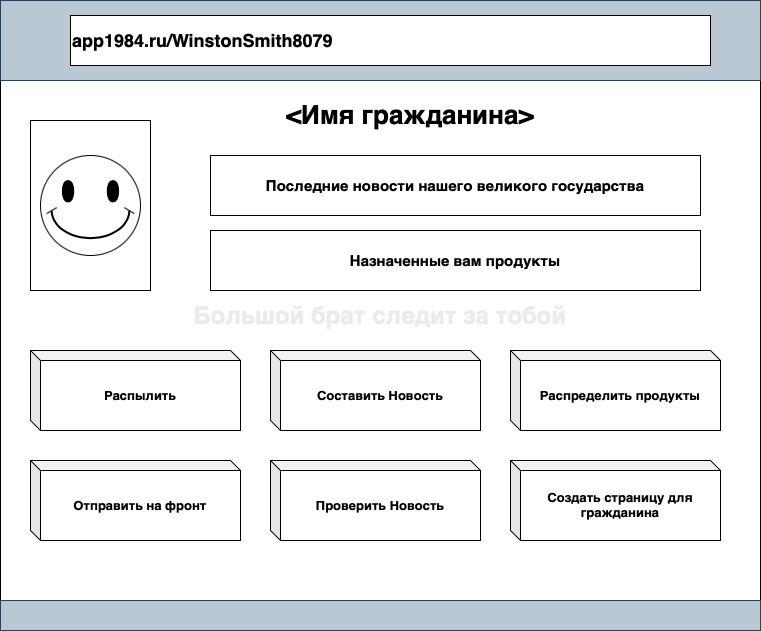 app1984.ru/WinstonSmith8079
<Имя гражданина>
Последние новости нашего великого государства
Назначенные вам продукты
Большой брат следит за тобой
Распылить
Составить Новость
Распределить продукты
Отправить на фронт
Проверить Новость
Создать страницу для
гражданина